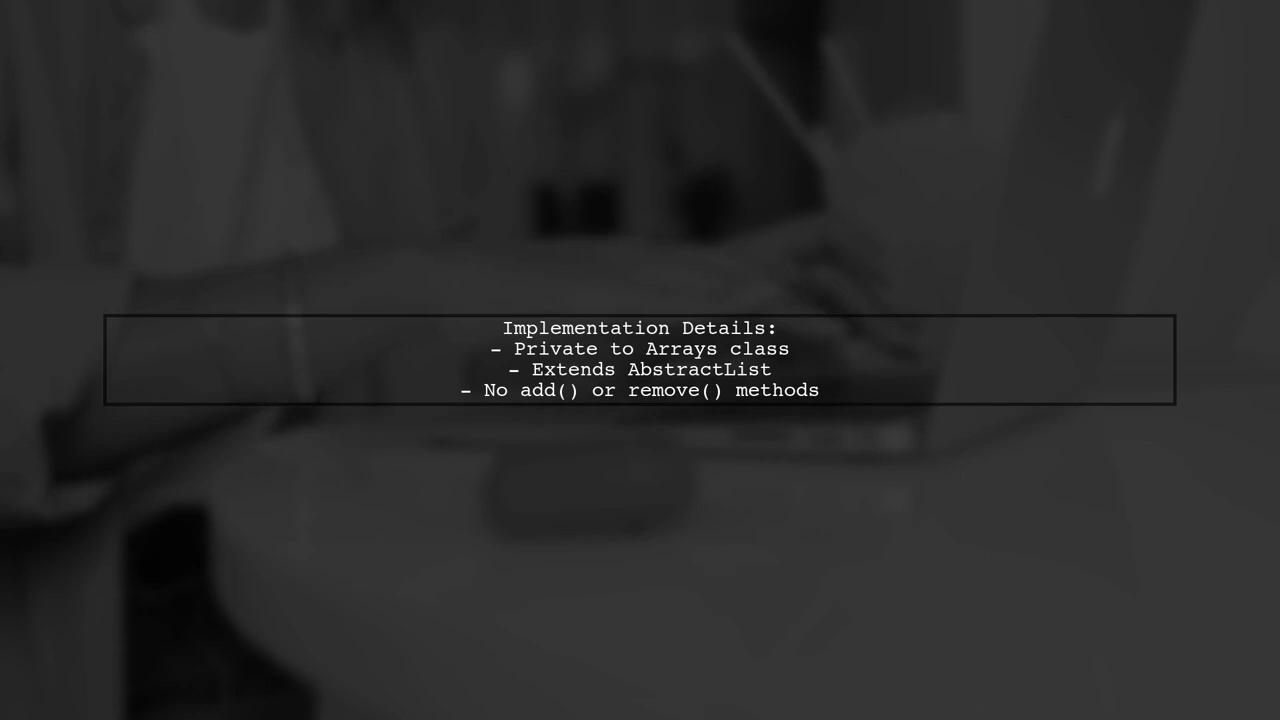 Implementation Details:
- Private to Arrays class
- Extends AbstractList
- No add() or remove() methods